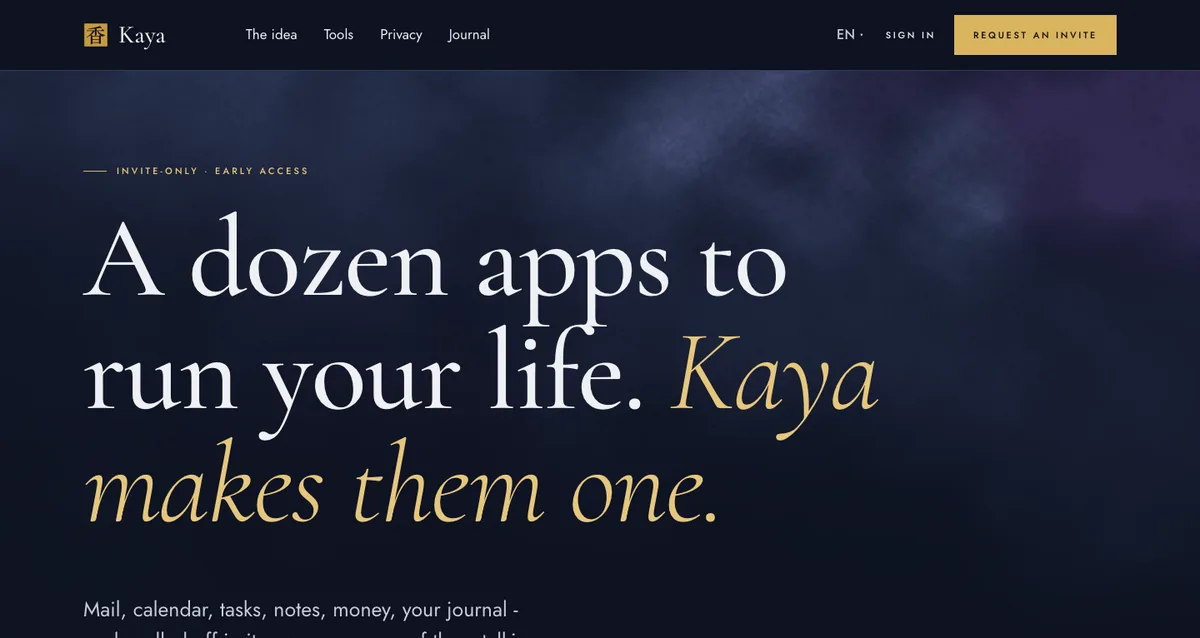 香 Kaya
The idea
Tools
Privacy
Journal
EN ·
SIGN IN
REQUEST AN INVITE
INVITE-ONLY · EARLY ACCESS
A dozen apps to
run your life. Kaya
makes them one.
Mail, calendar, tasks, notes, money, your journal -